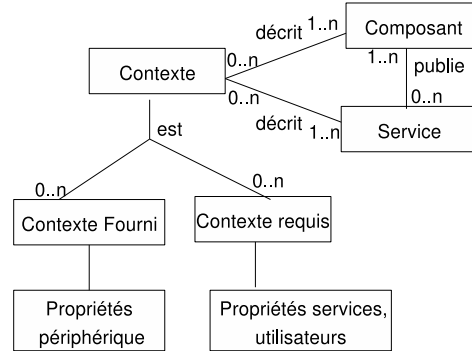 Composant
décrit
1..n
0..n
1..n
publie
Contexte
0..n
0..n
décrit
1..n
Service
est
0..n
0..n
Contexte Fourni
Contexte requis
Propriétés
périphérique
Propriétés services,
utilisateurs